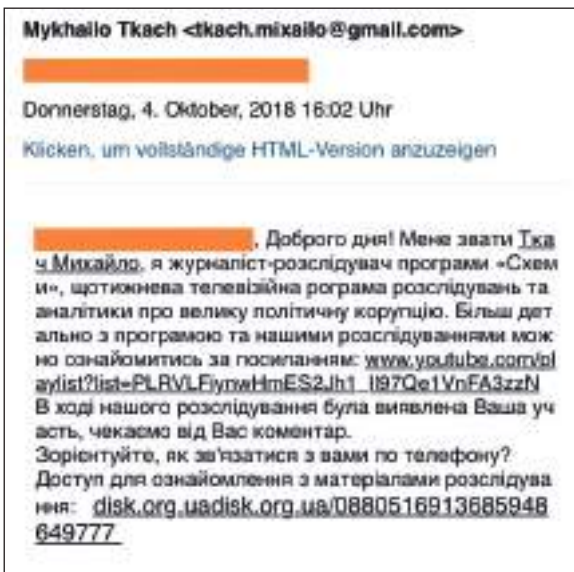 Mykhailo Tkach <tkach.mixailo@gmail.com>
Donnerstag, 4. Oktober, 2018 16:02 Uhr
Klicken, um vollständige HTML-Version anzuzeigen
, Доброго дня! Мене звати Тка
ч Михайло, я журналіст-розслідувач програми «Схем
и», щотижнева телевізійна рограма розслідувань та
аналітики про велику політичну корупцію. Більш дет
ально з програмою та нашими розслідуваннями мож
но ознайомитись за посиланням: www.youtube.com/pl
aylist?list=PLRVLFiynwHmES2Jh1_lI97Qe1VnFA3zzN
В ході нашого розслідування була виявлена Ваша уч
асть, чекаємо від Вас коментар.
Зорієнтуйте, як зв'язатися з вами по телефону?
Доступ для ознайомлення з матеріалами розслідува
ння: disk.org.uadisk.org.ua/0880516913685948
649777